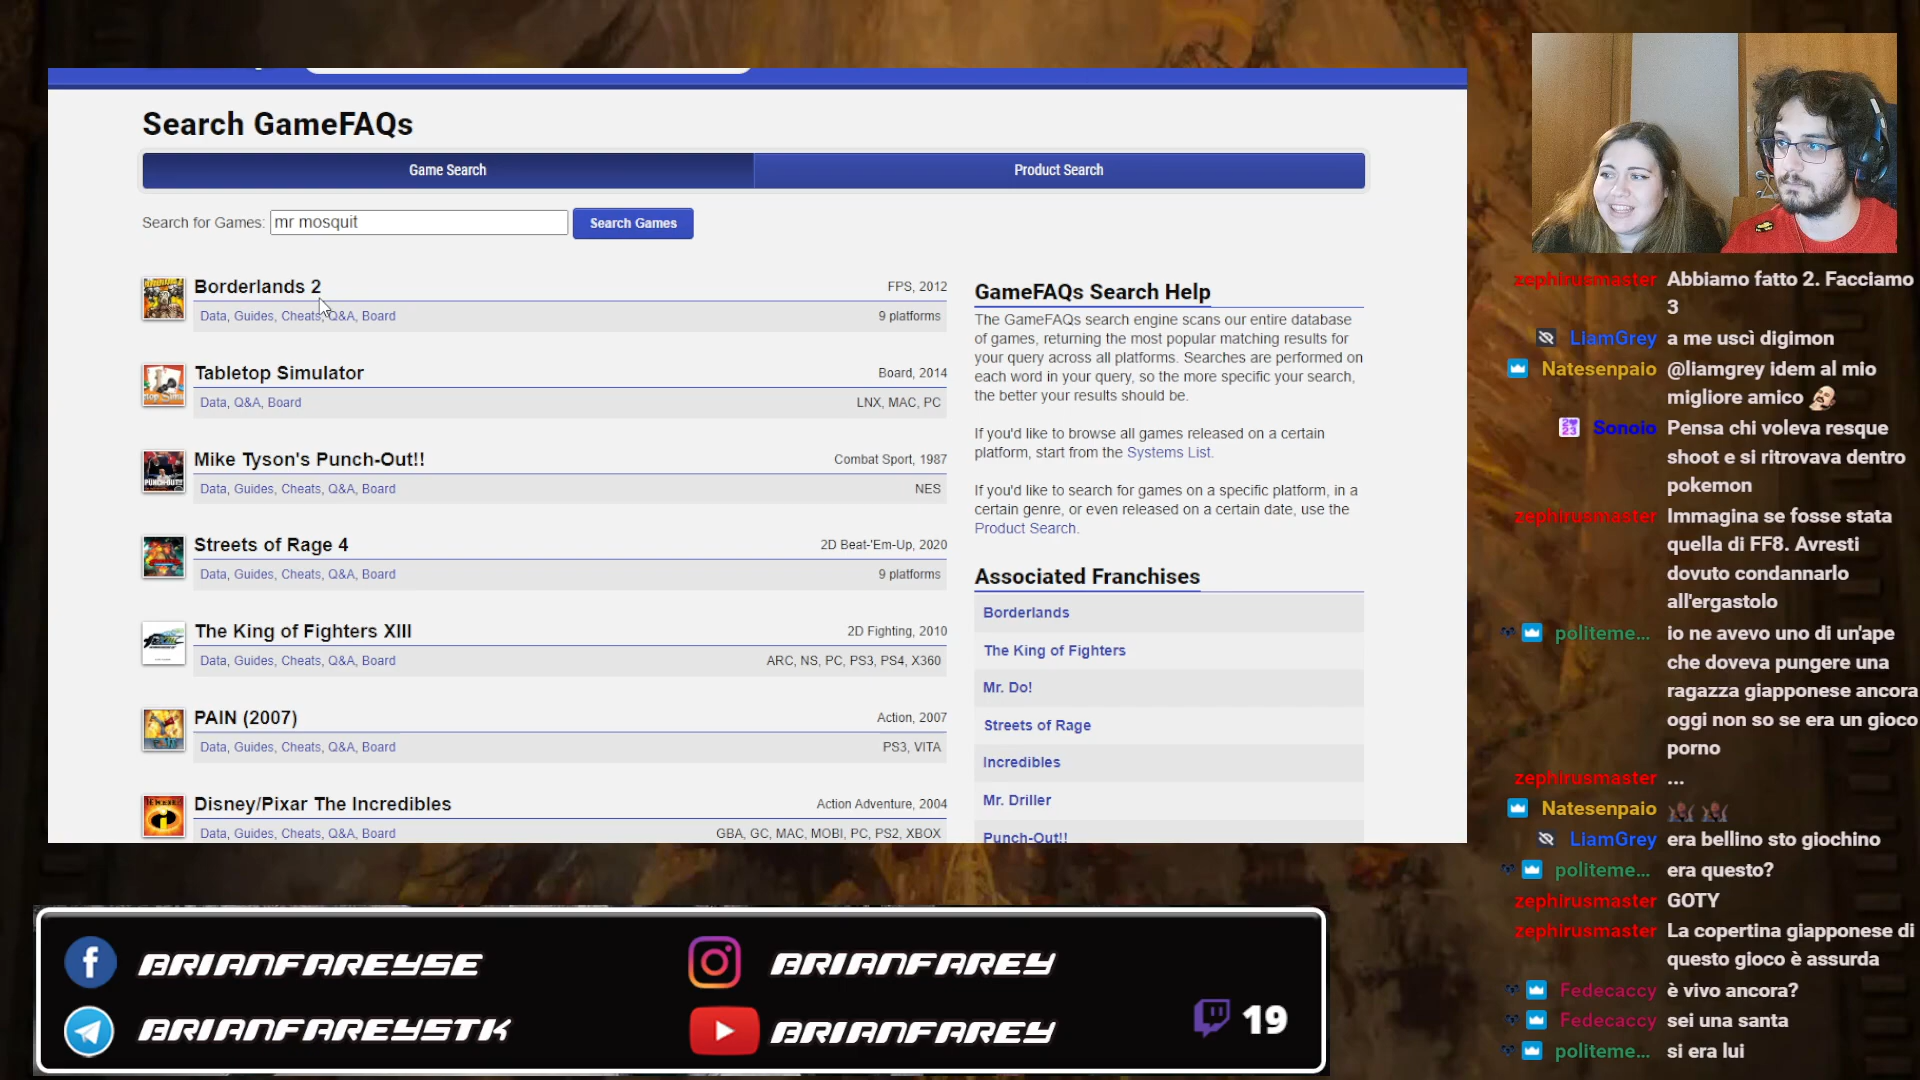 Search GameFAQs
Game Search
Product Search
Search for Games: mr mosquit
Search Games
Borderlands 2
FPS, 2012
Data, Guides, Cheats, Q&A, Board
9 platforms
Tabletop Simulator
Board, 2014
Data, Q&A, Board
LNX, MAC, PC
Mike Tyson's Punch-Out!!
Combat Sport, 1987
Data, Guides, Cheats, Q&A, Board
NES
Streets of Rage 4
2D Beat-'Em-Up, 2020
Data, Guides, Cheats, Q&A, Board
9 platforms
The King of Fighters XIII
2D Fighting, 2010
Data, Guides, Cheats, Q&A, Board
ARC, NS, PC, PS3, PS4, X360
PAIN (2007)
Action, 2007
Data, Guides, Cheats, Q&A, Board
PS3, VITA
Disney/Pixar The Incredibles
Action Adventure, 2004
Data, Guides, Cheats, Q&A, Board
GBA, GC, MAC, MOBI, PC, PS2, XBOX
GameFAQs Search Help
The GameFAQs search engine scans our entire database
of games, returning the most popular matching results for
your query across all platforms. Searches are performed on
each word in your query, so the more specific your search,
the better your results should be.
If you'd like to browse all games released on a certain
platform, start from the Systems List.
If you'd like to search for games on a specific platform, in a
certain genre, or even released on a certain date, use the
Product Search.
Associated Franchises
Borderlands
The King of Fighters
Mr. Do!
Streets of Rage
Incredibles
Mr. Driller
Punch-Out!!
zephirusmaster Abbiamo fatto 2. Facciamo
3
LiamGrey a me uscì digimon
Natesenpaio @liamgrey idem al mio
migliore amico
Sonoio Pensa chi voleva resque
shoot e si ritrovava dentro
pokemon
zephirusmaster Immagina se fosse stata
quella di FF8. Avresti
dovuto condannarlo
all'ergastolo
politeme... io ne avevo uno di un'ape
che doveva pungere una
ragazza giapponese ancora
oggi non so se era un gioco
porno
zephirusmaster ...
Natesenpaio
LiamGrey era bellino sto giochino
politeme... era questo?
zephirusmaster GOTY
zephirusmaster La copertina giapponese di
questo gioco è assurda
Fedecaccy è vivo ancora?
Fedecaccy sei una santa
politeme... si era lui
BRIANFAREYSE
BRIANFAREY
BRIANFAREYSTK
BRIANFAREY
19